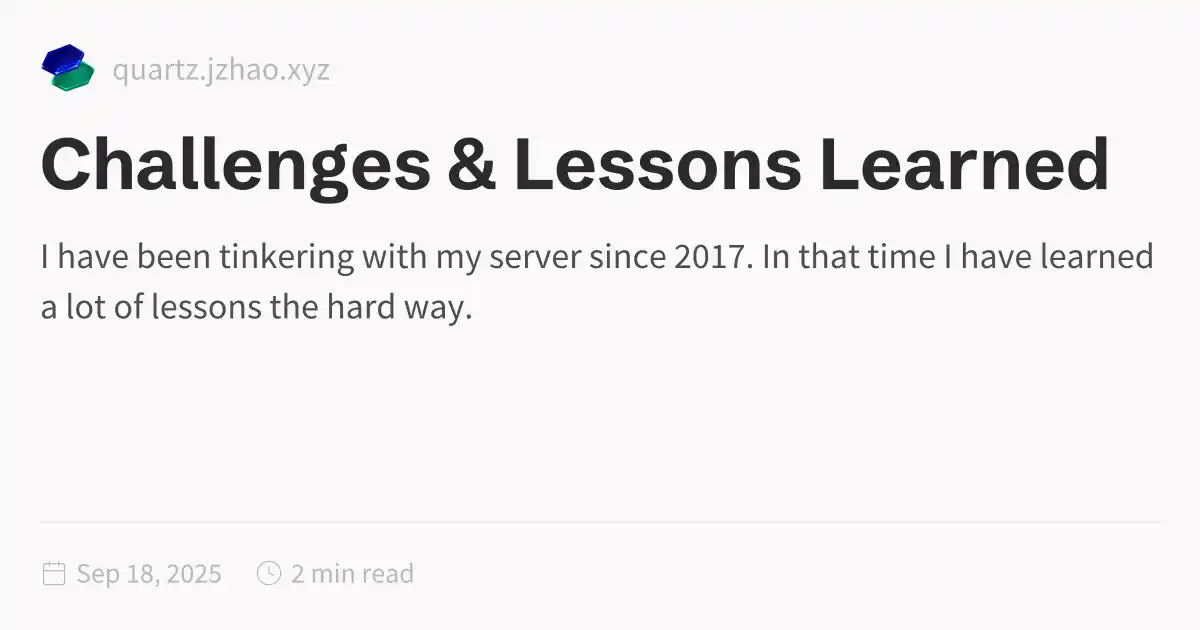 quartz.jzhao.xyz
Challenges & Lessons Learned
I have been tinkering with my server since 2017. In that time I have learned
a lot of lessons the hard way.
Sep 18, 2025 2 min read